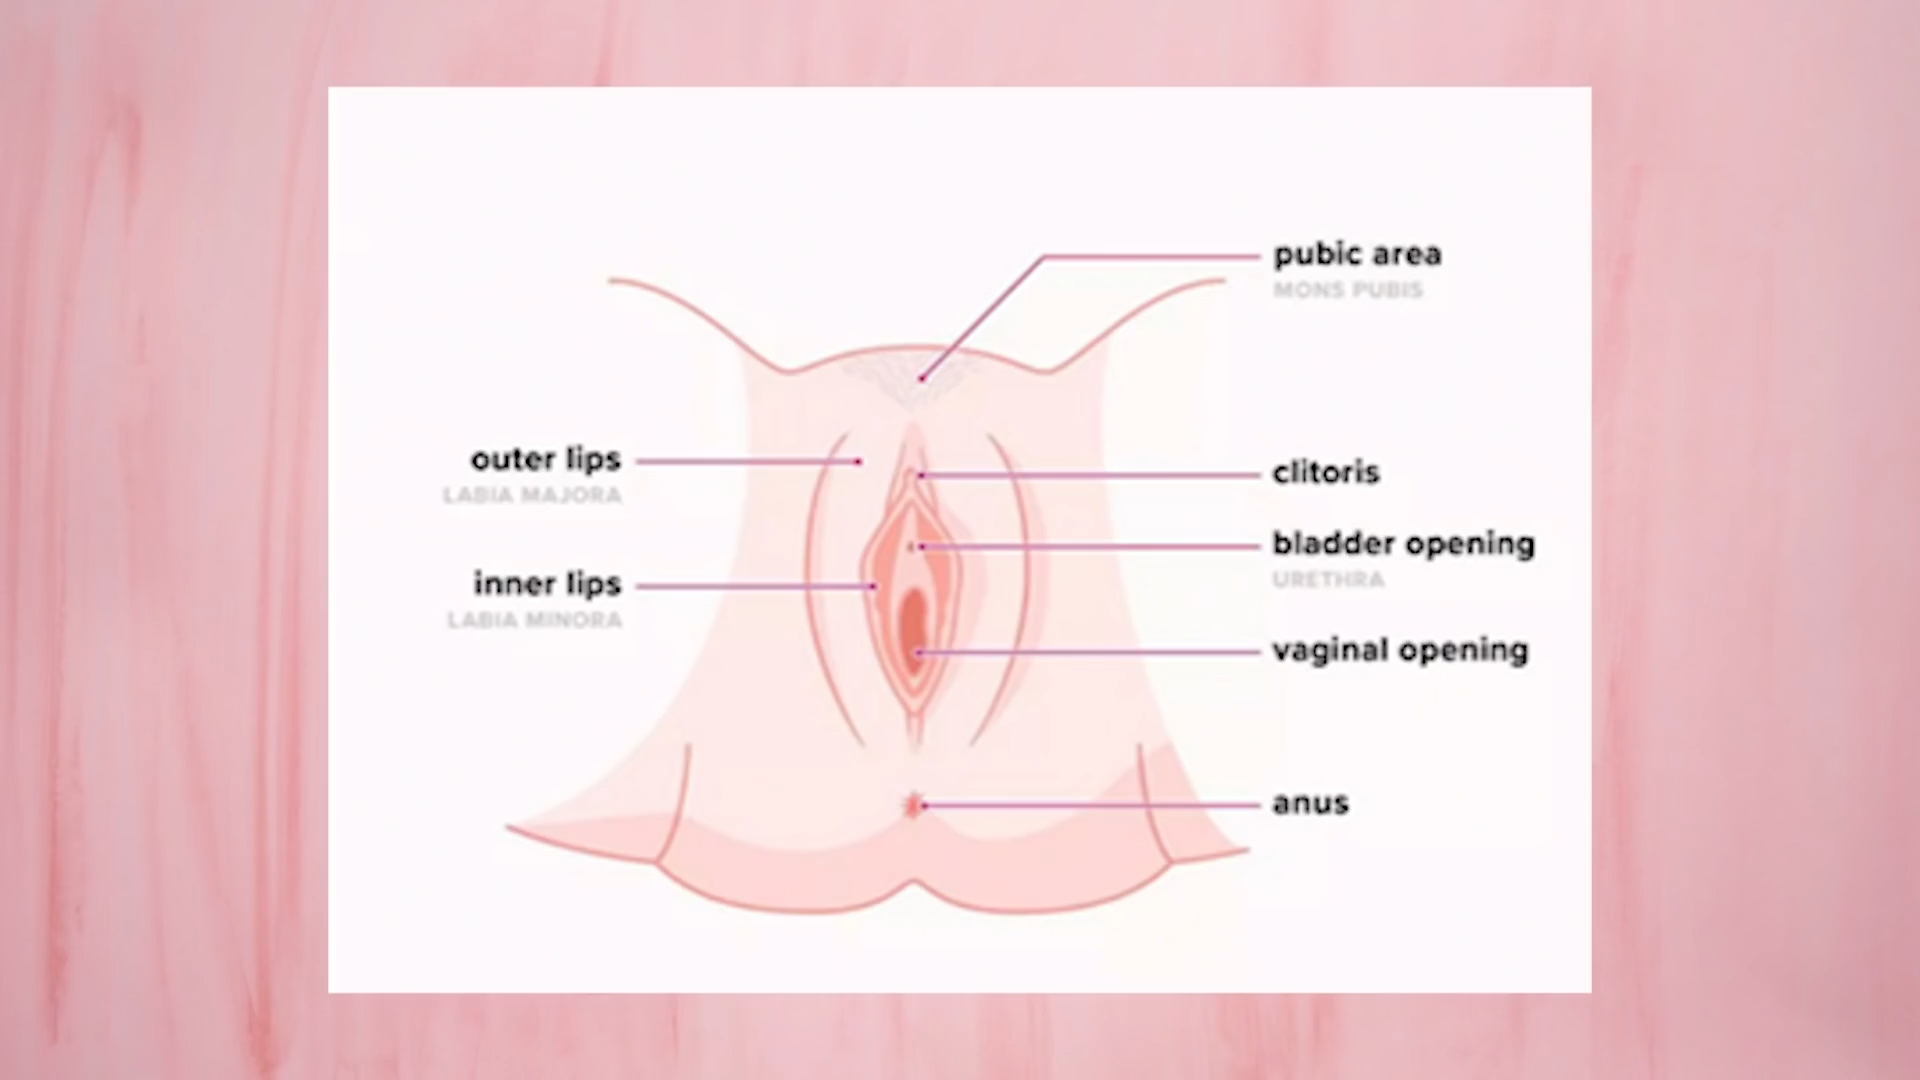 pubic area
MONS PUBIS
outer lips
LABIA MAJORA
clitoris
bladder opening
URETHRA
inner lips
LABIA MINORA
vaginal opening
anus